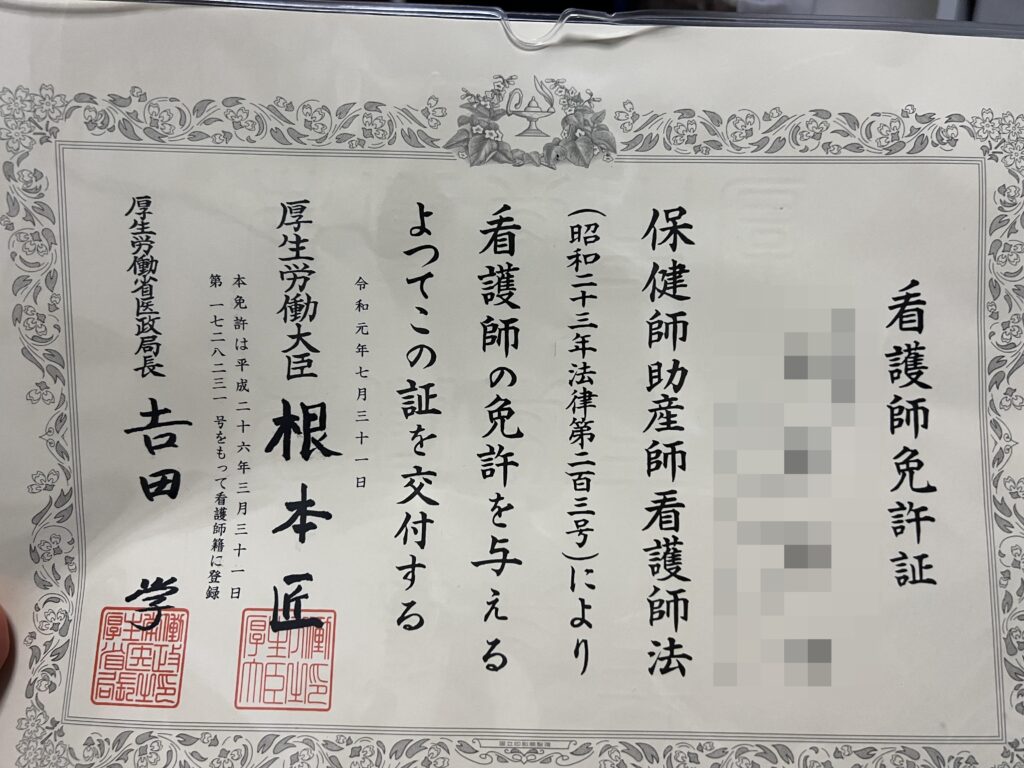 看護師免許証
保健師助産師看護師法
(昭和二十三年法律第二百三号)により
看護師の免許を与える
よつてこの証を交付する
令和元年七月三十一日
厚生労働大臣 根本匠
本免許は平成二十六年三月三十一日
第一七二八二三一号をもって看護師籍に登録
厚生労働省医政局長 吉田学